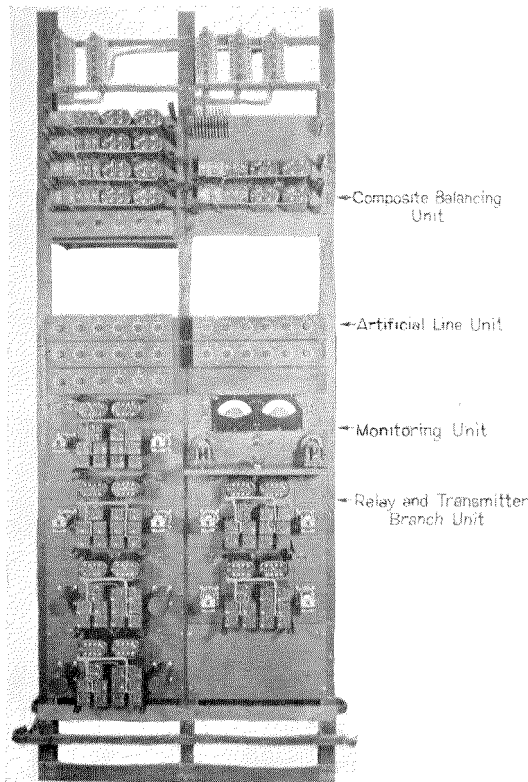 Composite Balancing
Unit
Artificial Line Unit
Monitoring Unit
Relay and Transmitter
Branch Unit